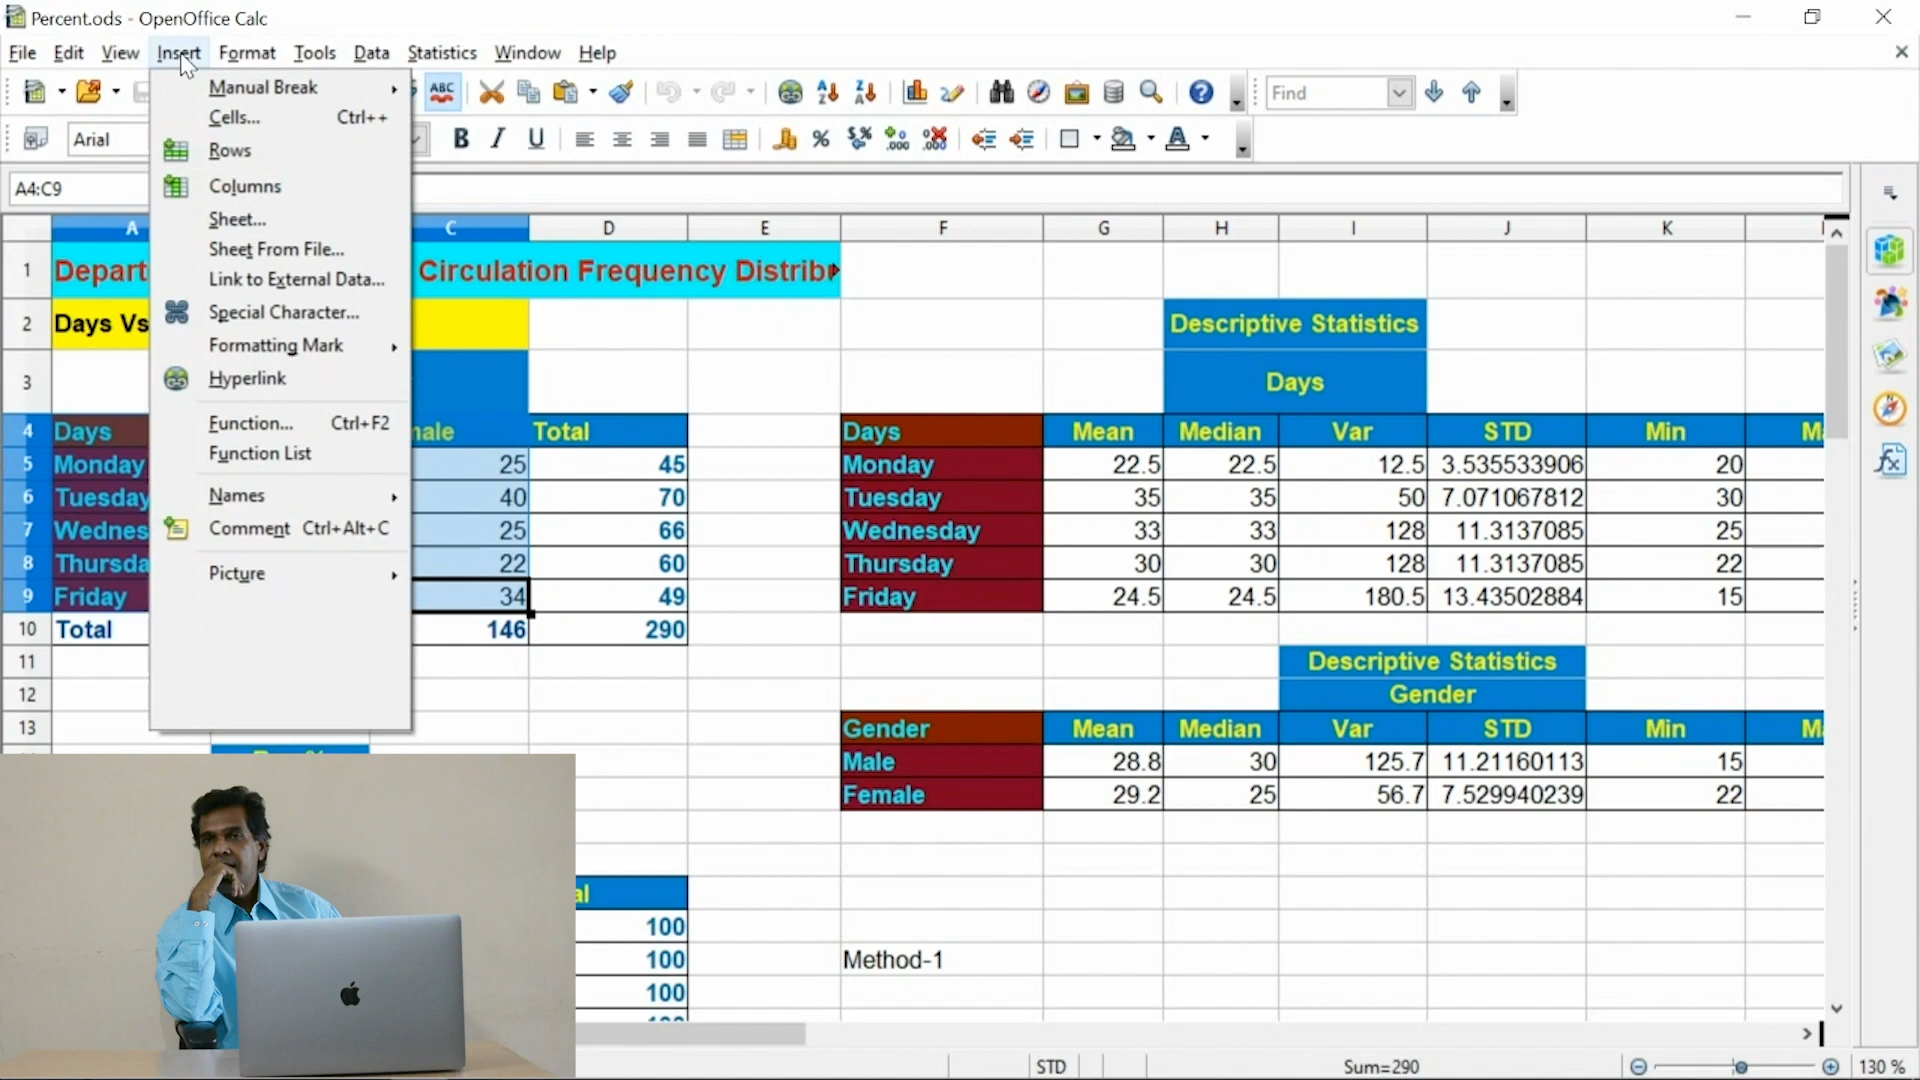 Percent.ods - OpenOffice Calc
File Edit View Insert Format Tools Data Statistics Window Help
ABC Find
Arial B I U % $,% .000 .000 A
A4:C9
Manual Break
Cells... Ctrl++
Rows
Columns
Sheet...
Sheet From File...
Link to External Data...
Special Character...
Formatting Mark
Hyperlink
Function... Ctrl+F2
Function List
Names
Comment Ctrl+Alt+C
Picture
A C D E F G H I J K
1 Depart Circulation Frequency Distrib
2 Days Vs Descriptive Statistics
3 Days
4 Days male Total Days Mean Median Var STD Min M
5 Monday 25 45 Monday 22.5 22.5 12.5 3.535533906 20
6 Tuesday 40 70 Tuesday 35 35 50 7.071067812 30
7 Wednes 25 66 Wednesday 33 33 128 11.3137085 25
8 Thursda 22 60 Thursday 30 30 128 11.3137085 22
9 Friday 34 49 Friday 24.5 24.5 180.5 13.43502884 15
10 Total 146 290
11 Descriptive Statistics
12 Gender
13 Gender Mean Median Var STD Min M
Male 28.8 30 125.7 11.21160113 15
Female 29.2 25 56.7 7.529940239 22
al
100
100 Method-1
100
STD Sum=290 130 %